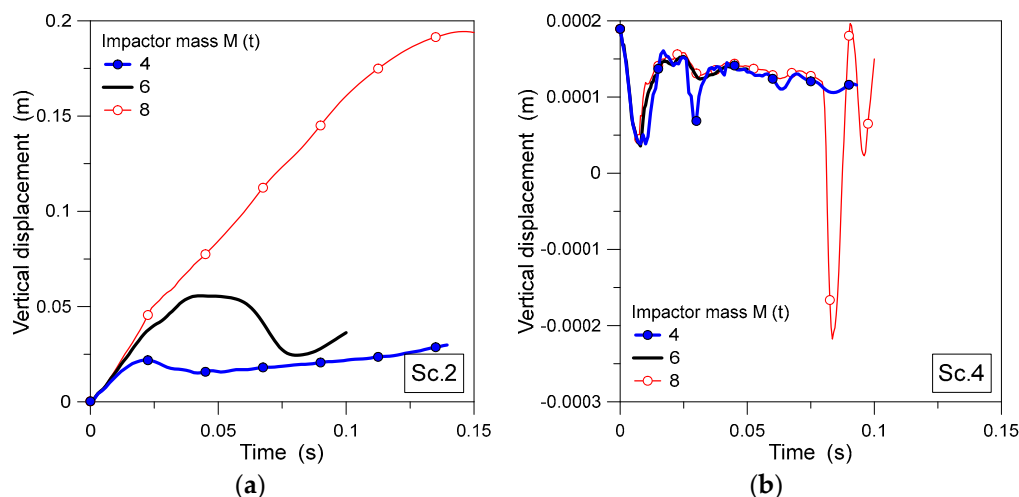 0.2
0.15
0.1
0.05
0
Vertical displacement (m)
Impactor mass M (t)
4
6
8
Sc.2
0 0.05 0.1 0.15
Time (s)
(a)
0.0002
0.0001
0
-0.0001
-0.0002
-0.0003
Vertical displacement (m)
Impactor mass M (t)
4
6
8
Sc.4
0 0.05 0.1 0.15
Time (s)
(b)